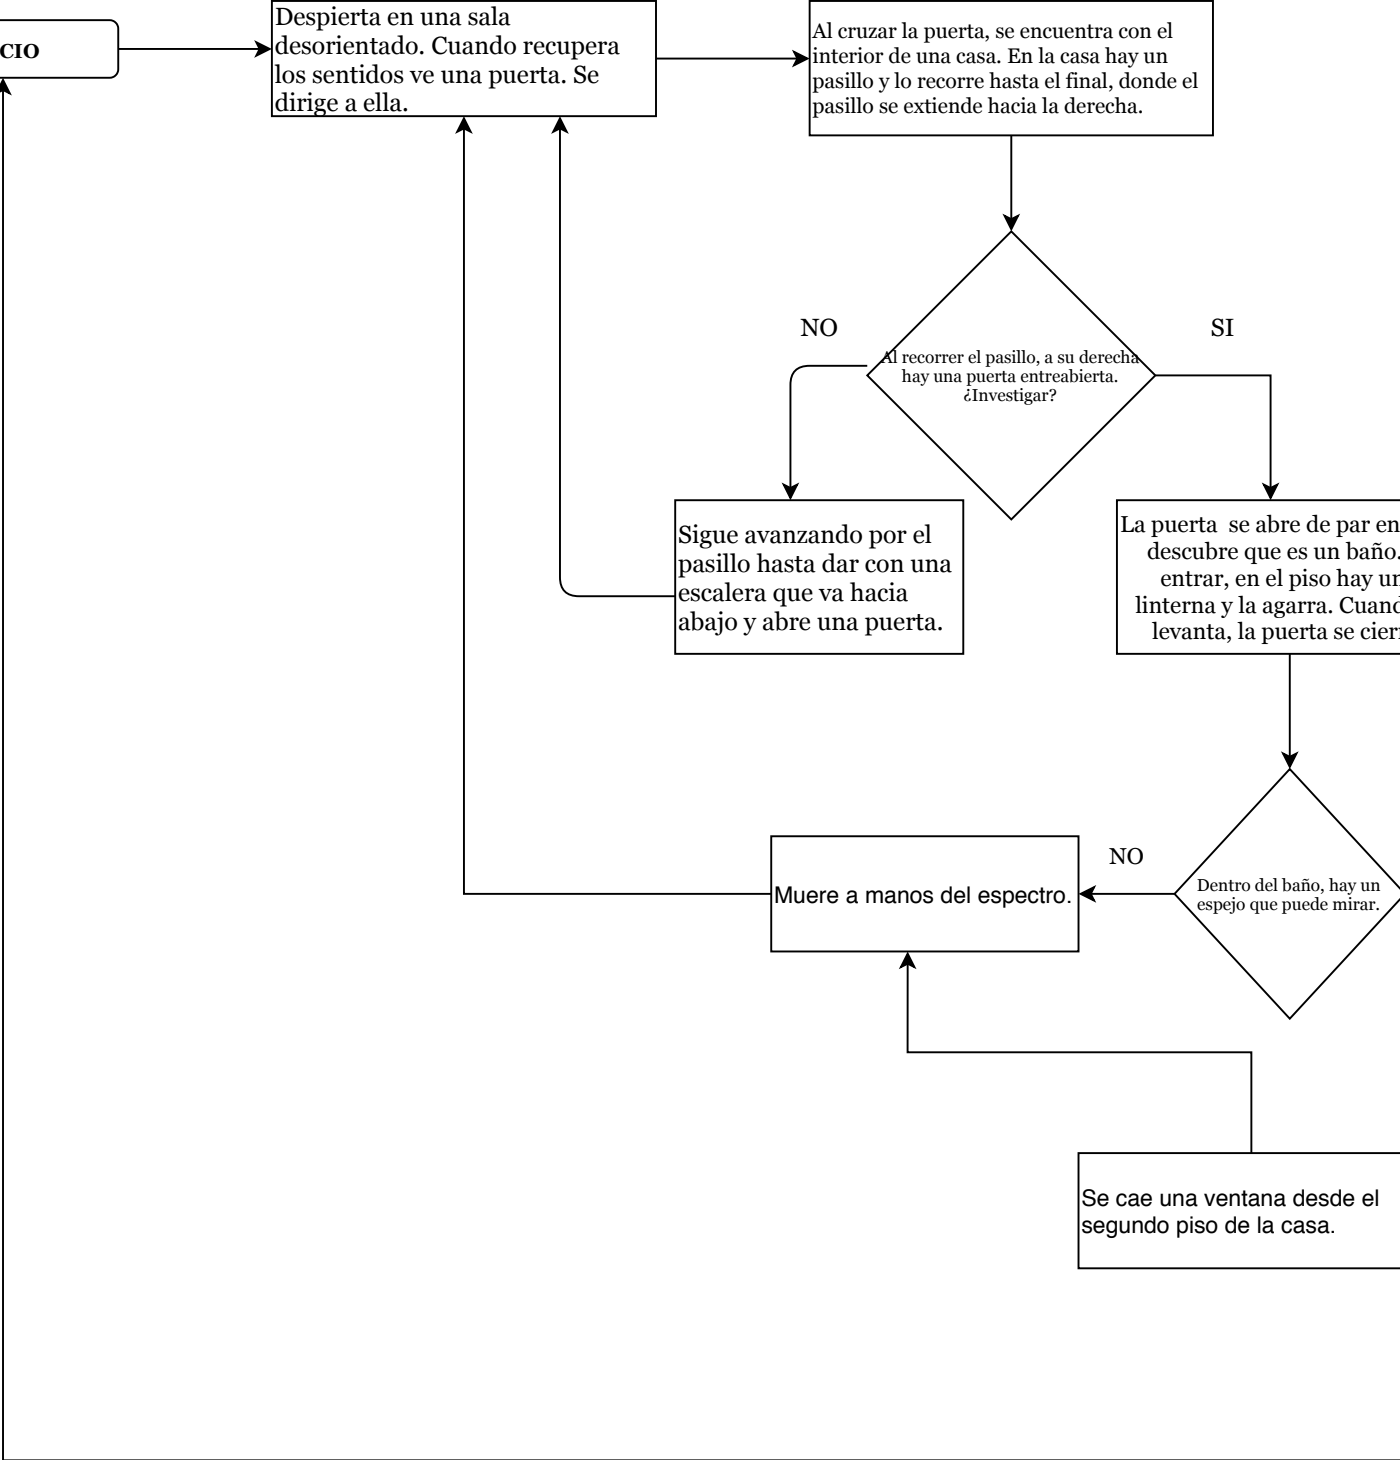 CIO
Despierta en una sala
desorientado. Cuando recupera
los sentidos ve una puerta. Se
dirige a ella.
Al cruzar la puerta, se encuentra con el
interior de una casa. En la casa hay un
pasillo y lo recorre hasta el final, donde el
pasillo se extiende hacia la derecha.
NO
SI
Al recorrer el pasillo, a su derecha
hay una puerta entreabierta.
¿Investigar?
Sigue avanzando por el
pasillo hasta dar con una
escalera que va hacia
abajo y abre una puerta.
La puerta se abre de par en
descubre que es un baño.
entrar, en el piso hay un
linterna y la agarra. Cuand
levanta, la puerta se cier
NO
Muere a manos del espectro.
Dentro del baño, hay un
espejo que puede mirar.
Se cae una ventana desde el
segundo piso de la casa.